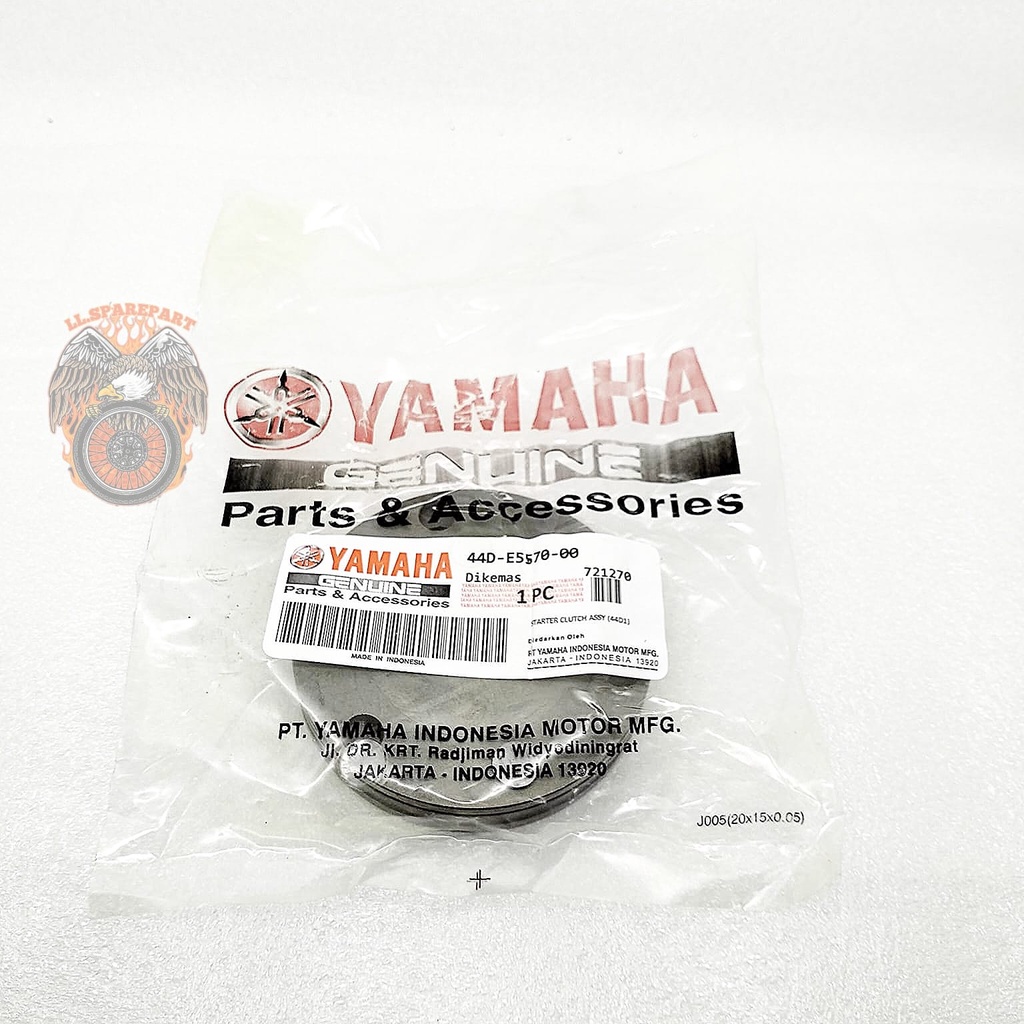 LL.SPAREPART
YAMAHA
GENUINE
Parts & Accessories
YAMAHA
GENUINE
Parts & Accessories
MADE IN INDONESIA
44D-E5570-00
Dikemas
1 PC
721270
STARTER CLUTCH ASSY (44D1)
Diedarkan Oleh
PT YAMAHA INDONESIA MOTOR MFG.
JAKARTA - INDONESIA 13920
PT. YAMAHA INDONESIA MOTOR MFG.
Jl. DR. KRT. Radjiman Widyodiningrat
JAKARTA - INDONESIA 13920
J005(20x15x0.05)